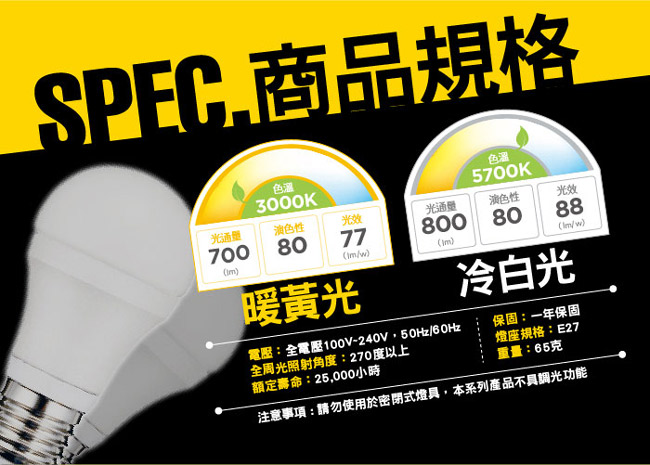 SPEC.商品規格
色溫
3000K
光通量
700
(lm)
演色性
80
光效
77
(lm/w)
暖黃光
色溫
5700K
光通量
800
(lm)
演色性
80
光效
88
(lm/w)
冷白光
電壓：全電壓100V~240V，50Hz/60Hz
全周光照射角度：270度以上
額定壽命：25,000小時
保固：一年保固
燈座規格：E27
重量：65克
注意事項：請勿使用於密閉式燈具，本系列產品不具調光功能